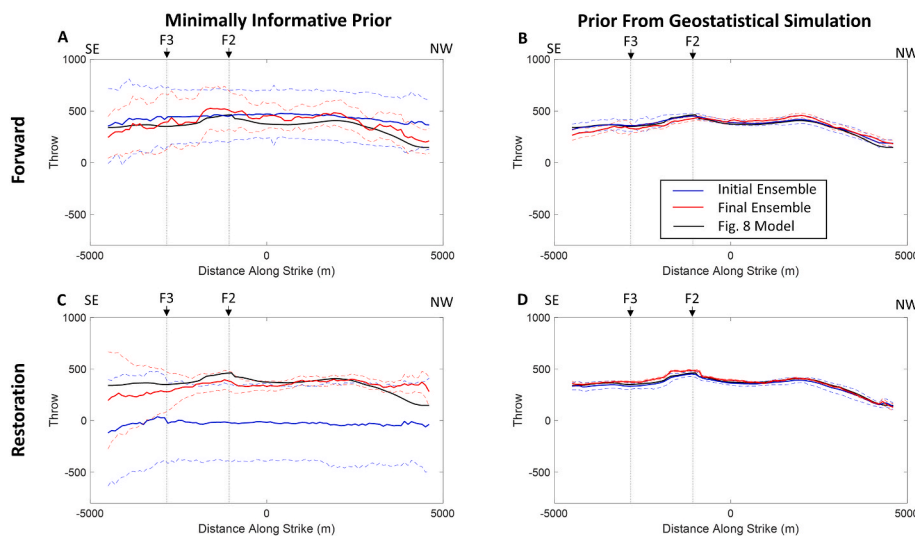 Minimally Informative Prior
Prior From Geostatistical Simulation
Forward
A
SE
F3
F2
NW
1000
500
0
-500
Throw
-5000
0
5000
Distance Along Strike (m)
B
SE
F3
F2
NW
1000
500
0
-500
Throw
Initial Ensemble
Final Ensemble
Fig. 8 Model
-5000
0
5000
Distance Along Strike (m)
Restoration
C
SE
F3
F2
NW
1000
500
0
-500
Throw
-5000
0
5000
Distance Along Strike (m)
D
SE
F3
F2
NW
1000
500
0
-500
Throw
-5000
0
5000
Distance Along Strike (m)